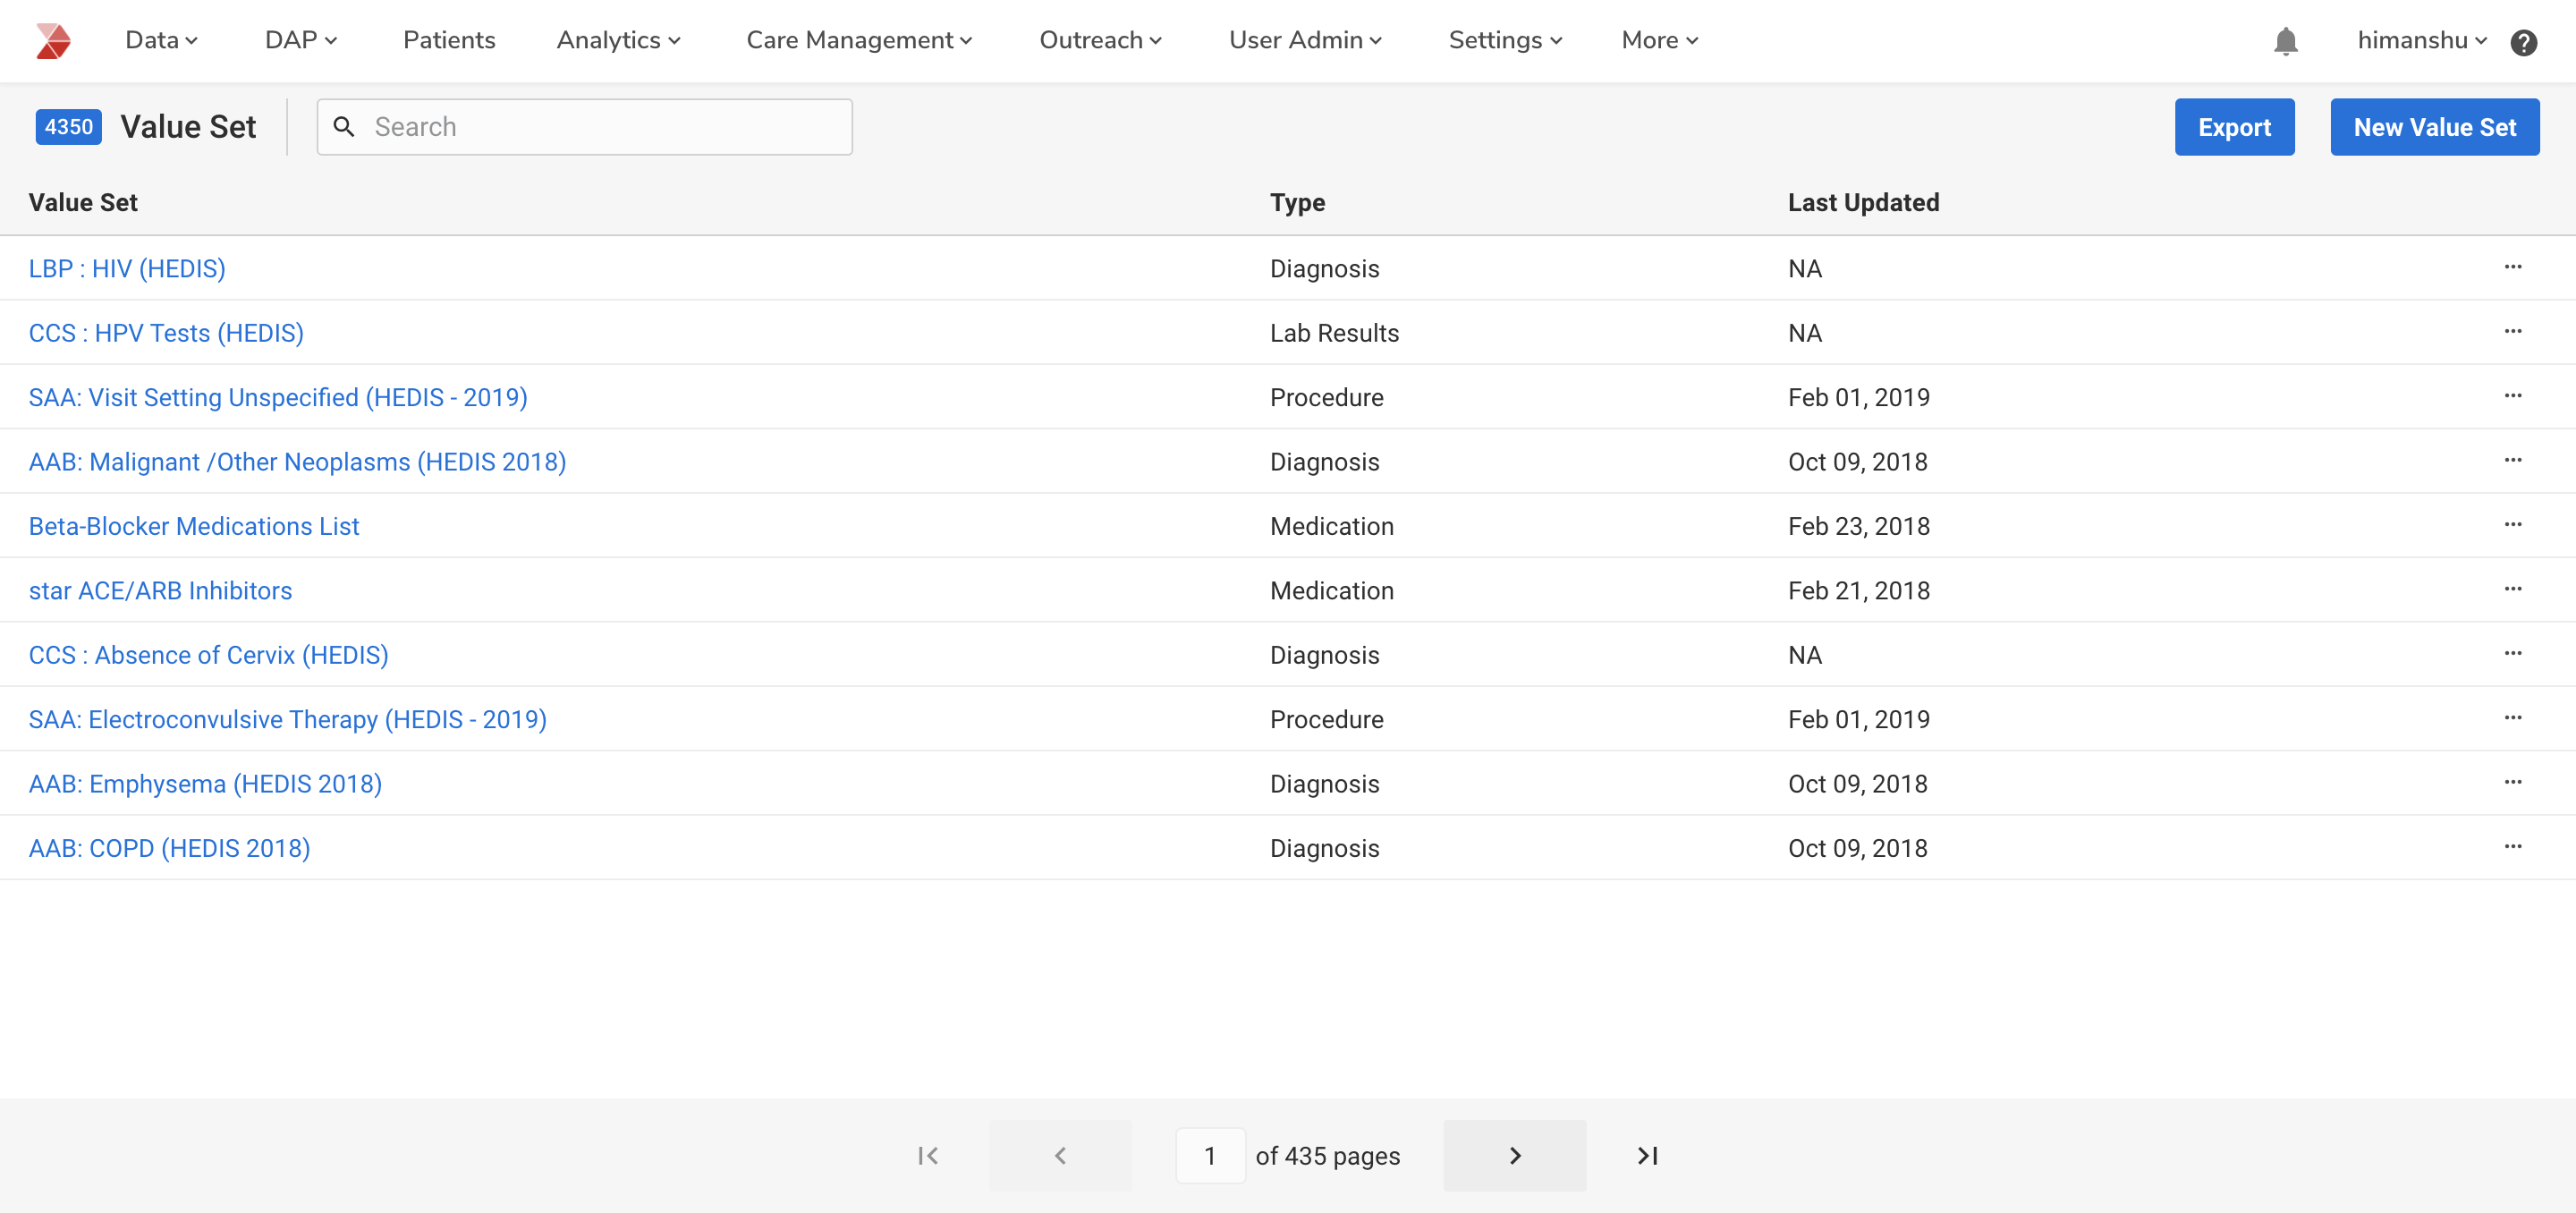 Data DAP Patients Analytics Care Management Outreach User Admin Settings More himanshu ?
4350 Value Set Search Export New Value Set
Value Set Type Last Updated
LBP : HIV (HEDIS) Diagnosis NA ...
CCS : HPV Tests (HEDIS) Lab Results NA ...
SAA: Visit Setting Unspecified (HEDIS - 2019) Procedure Feb 01, 2019 ...
AAB: Malignant /Other Neoplasms (HEDIS 2018) Diagnosis Oct 09, 2018 ...
Beta-Blocker Medications List Medication Feb 23, 2018 ...
star ACE/ARB Inhibitors Medication Feb 21, 2018 ...
CCS : Absence of Cervix (HEDIS) Diagnosis NA ...
SAA: Electroconvulsive Therapy (HEDIS - 2019) Procedure Feb 01, 2019 ...
AAB: Emphysema (HEDIS 2018) Diagnosis Oct 09, 2018 ...
AAB: COPD (HEDIS 2018) Diagnosis Oct 09, 2018 ...
1 of 435 pages